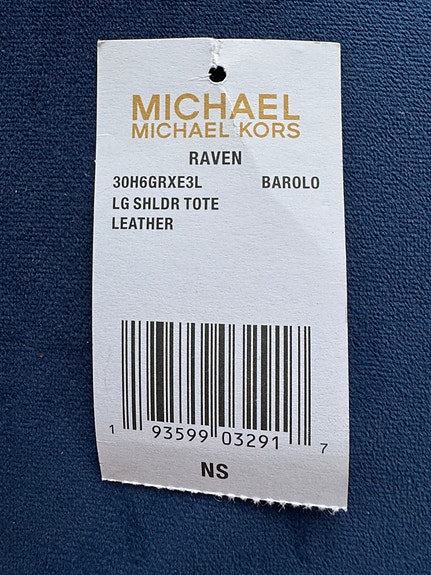 MICHAEL
MICHAEL KORS
RAVEN
30H6GRXE3L BAROLO
LG SHLDR TOTE
LEATHER
1 93599 03291 7
NS